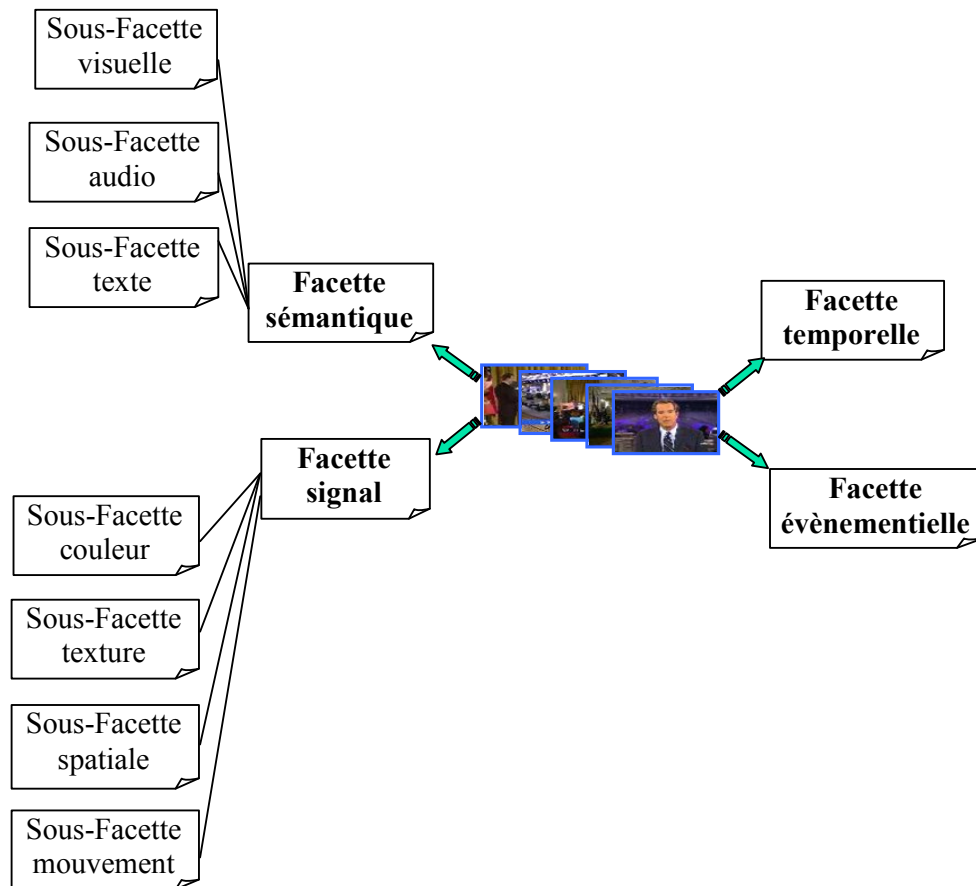 Sous-Facette
visuelle
Sous-Facette
audio
Sous-Facette
texte
Facette
sémantique
Facette
temporelle
Facette
signal
Facette
évènementielle
Sous-Facette
couleur
Sous-Facette
texture
Sous-Facette
spatiale
Sous-Facette
mouvement